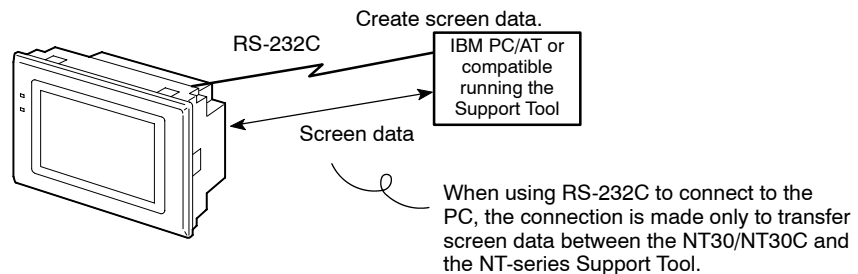 Create screen data.
RS-232C
IBM PC/AT or
compatible
running the
Support Tool
Screen data
When using RS-232C to connect to the
PC, the connection is made only to transfer
screen data between the NT30/NT30C and
the NT-series Support Tool.